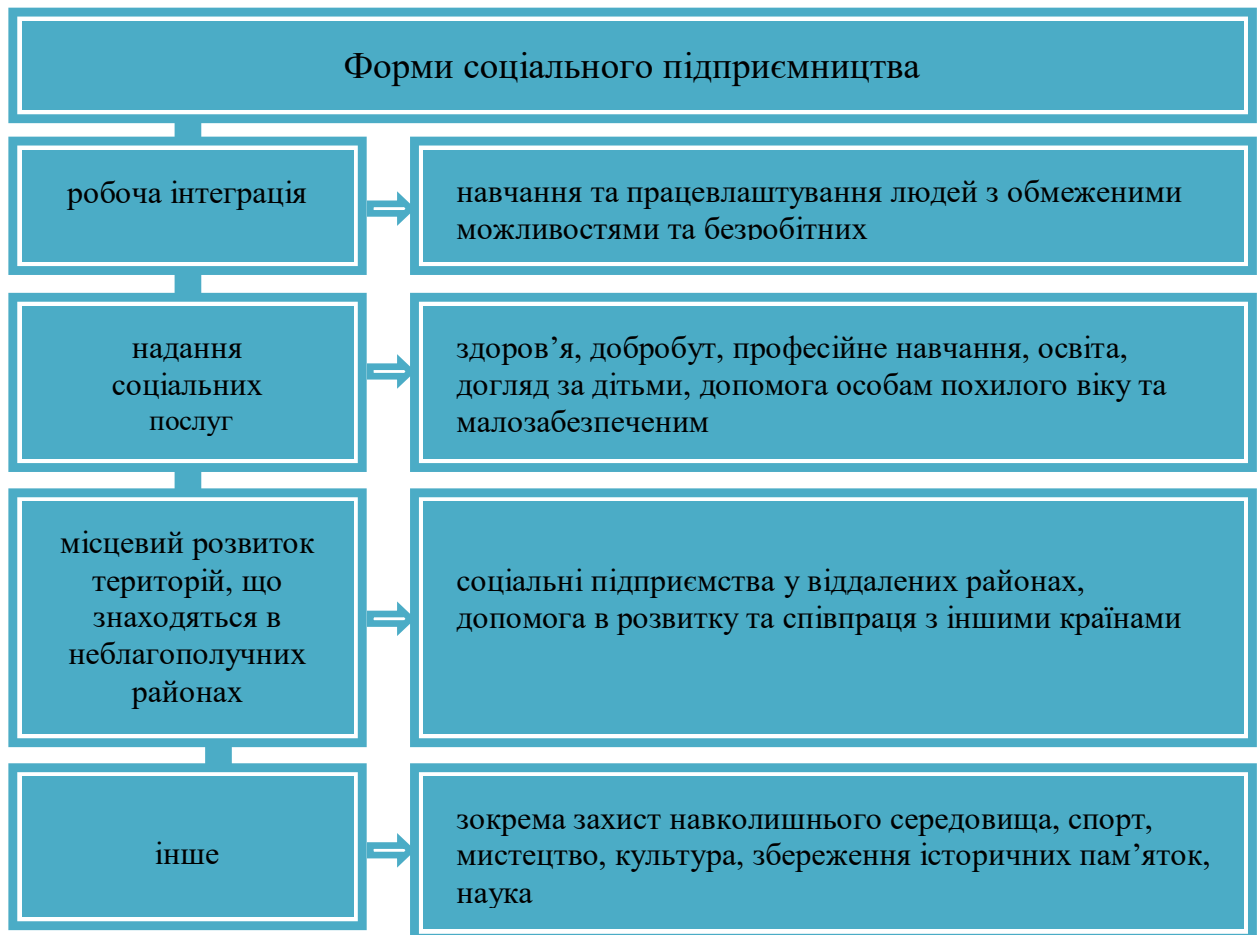 Форми соціального підприємництва
робоча інтеграція
навчання та працевлаштування людей з обмеженими
можливостями та безробітних
надання
соціальних
послуг
здоров’я, добробут, професійне навчання, освіта,
догляд за дітьми, допомога особам похилого віку та
малозабезпеченим
місцевий розвиток
територій, що
знаходяться в
неблагополучних
районах
соціальні підприємства у віддалених районах,
допомога в розвитку та співпраця з іншими країнами
інше
зокрема захист навколишнього середовища, спорт,
мистецтво, культура, збереження історичних пам’яток,
наука